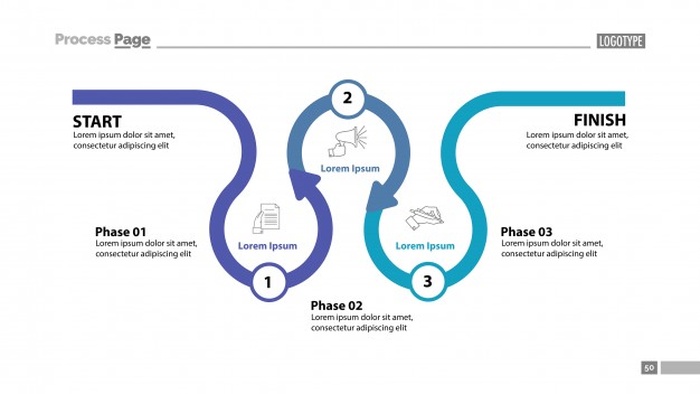 Process Page
LOGOTYPE
START
Lorem ipsum dolor sit amet,
consectetur adipiscing elit
2
Lorem Ipsum
FINISH
Lorem ipsum dolor sit amet,
consectetur adipiscing elit
Phase 01
Lorem ipsum dolor sit amet,
consectetur adipiscing elit
Lorem Ipsum
1
Phase 02
Lorem ipsum dolor sit amet,
consectetur adipiscing elit
Lorem Ipsum
3
Phase 03
Lorem ipsum dolor sit amet,
consectetur adipiscing elit
50